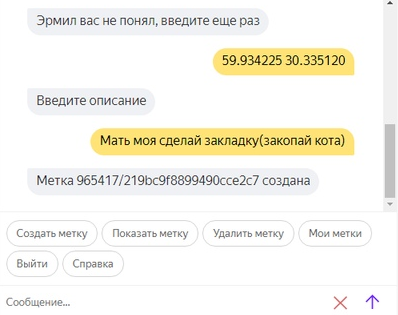 Эрмил вас не понял, введите еще раз
59.934225 30.335120
Введите описание
Мать моя сделай закладку(закопай кота)
Метка 965417/219bc9f8899490cce2c7 создана
Создать метку
Показать метку
Удалить метку
Мои метки
Выйти
Справка
Сообщение...